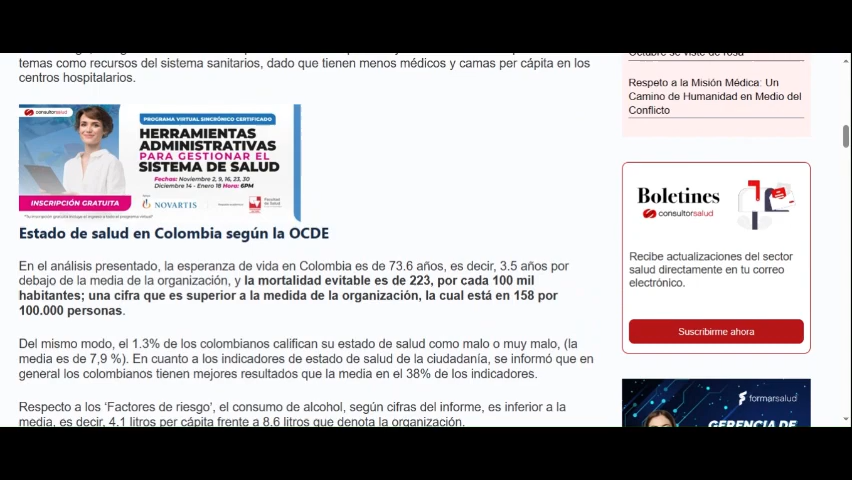 temas como recursos del sistema sanitarios, dado que tienen menos médicos y camas per cápita en los
centros hospitalarios.
consultorsalud
PROGRAMA VIRTUAL SINCRÓNICO CERTIFICADO
HERRAMIENTAS
ADMINISTRATIVAS
PARA GESTIONAR EL
SISTEMA DE SALUD
Fechas: Noviembre 2, 9, 16, 23, 30
Diciembre 14 - Enero 18 Hora: 6PM
INSCRIPCIÓN GRATUITA
NOVARTIS
Estado de salud en Colombia según la OCDE
En el análisis presentado, la esperanza de vida en Colombia es de 73.6 años, es decir, 3.5 años por
debajo de la media de la organización, y la mortalidad evitable es de 223, por cada 100 mil
habitantes; una cifra que es superior a la medida de la organización, la cual está en 158 por
100.000 personas.
Del mismo modo, el 1.3% de los colombianos califican su estado de salud como malo o muy malo, (la
media es de 7,9 %). En cuanto a los indicadores de estado de salud de la ciudadanía, se informó que en
general los colombianos tienen mejores resultados que la media en el 38% de los indicadores.
Respecto a los ‘Factores de riesgo’, el consumo de alcohol, según cifras del informe, es inferior a la
media, es decir, 4.1 litros per cápita frente a 8.6 litros que denota la organización.
Octubre se viste de rosa
Respeto a la Misión Médica: Un
Camino de Humanidad en Medio del
Conflicto
Boletines
consultorsalud
Recibe actualizaciones del sector
salud directamente en tu correo
electrónico.
Suscribirme ahora
formarsalud
GERENCIA DE